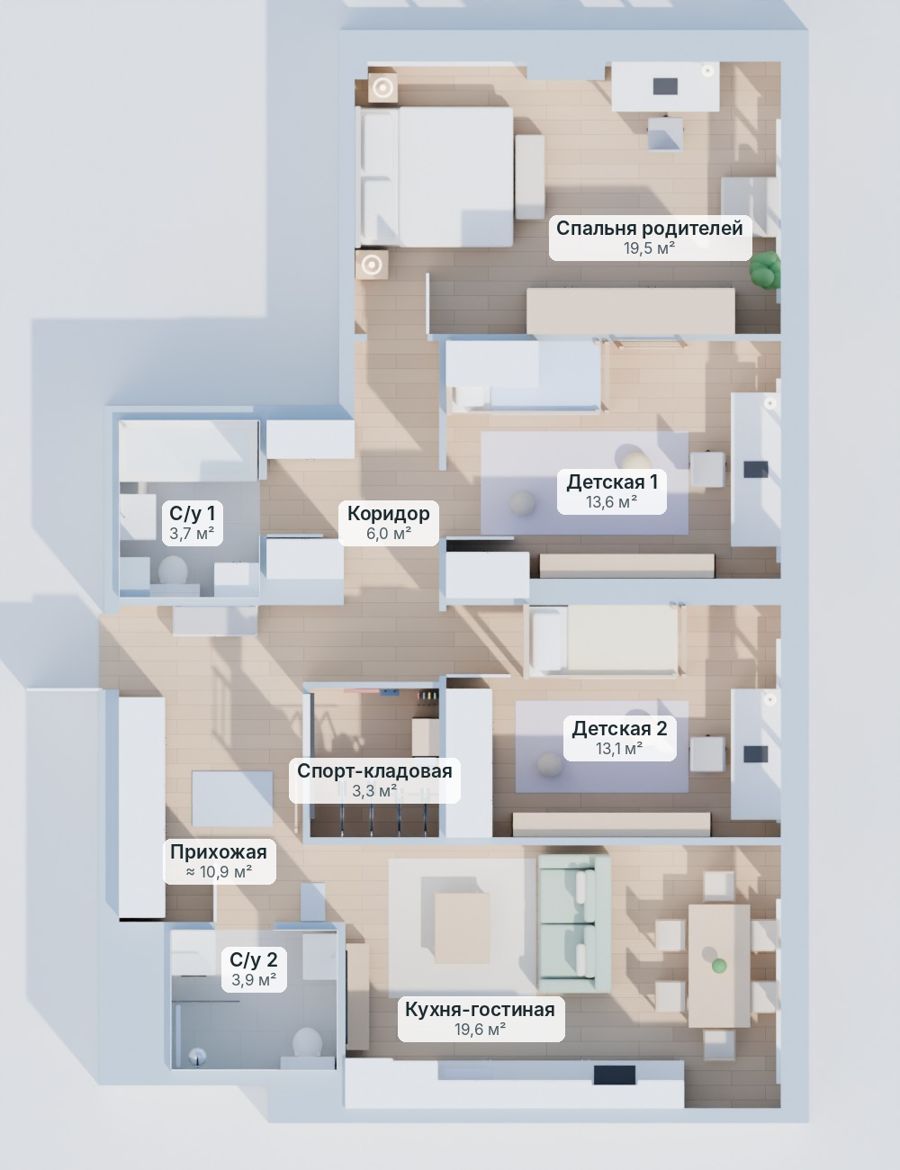 Спальня родителей
19,5 м²
Детская 1
13,6 м²
С/у 1
3,7 м²
Коридор
6,0 м²
Детская 2
13,1 м²
Спорт-кладовая
3,3 м²
Прихожая
≈ 10,9 м²
С/у 2
3,9 м²
Кухня-гостиная
19,6 м²